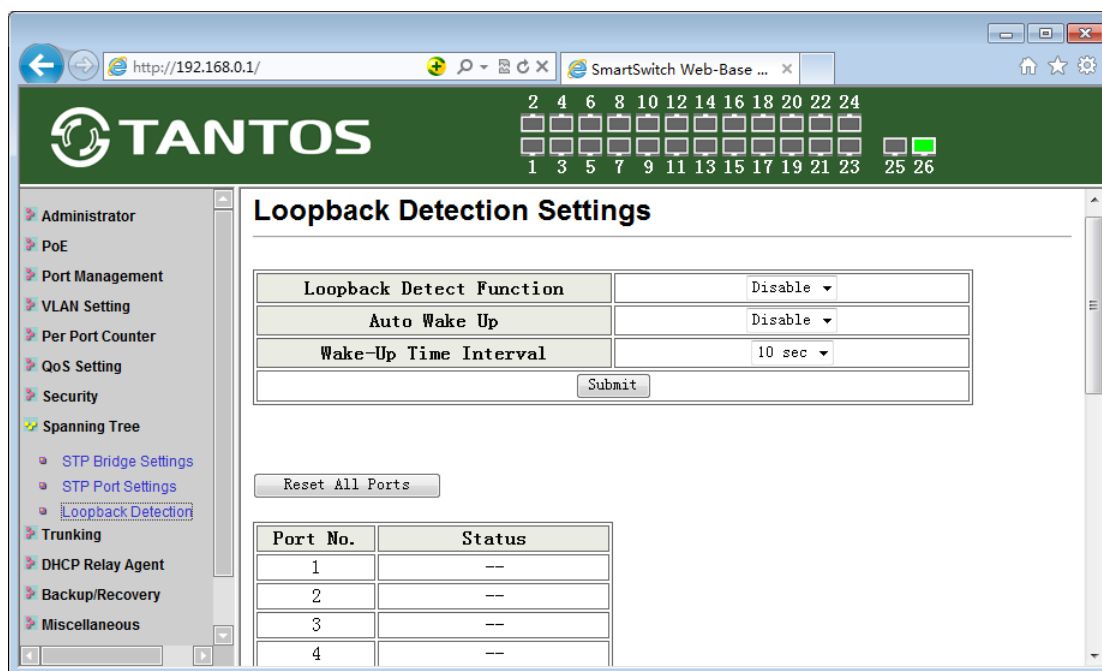 http://192.168.0.1/
SmartSwitch Web-Base ...
TANTOS
2 4 6 8 10 12 14 16 18 20 22 24
1 3 5 7 9 11 13 15 17 19 21 23 25 26
Administrator
PoE
Port Management
VLAN Setting
Per Port Counter
QoS Setting
Security
Spanning Tree
STP Bridge Settings
STP Port Settings
Loopback Detection
Trunking
DHCP Relay Agent
Backup/Recovery
Miscellaneous
Loopback Detection Settings
Loopback Detect Function Disable
Auto Wake Up Disable
Wake-Up Time Interval 10 sec
Submit
Reset All Ports
Port No. Status
1 --
2 --
3 --
4 --